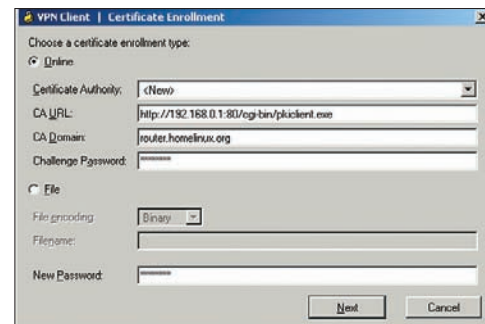 VPN Client | Certificate Enrollment
Choose a certificate enrollment type:
Online
Certificate Authority: <New>
CA URL: http://192.168.0.1:80/cgi-bin/pkiclient.exe
CA Domain: router.homelinux.org
Challenge Password: ********
File
File encoding: Binary
Filename:
New Password: ********
Next Cancel